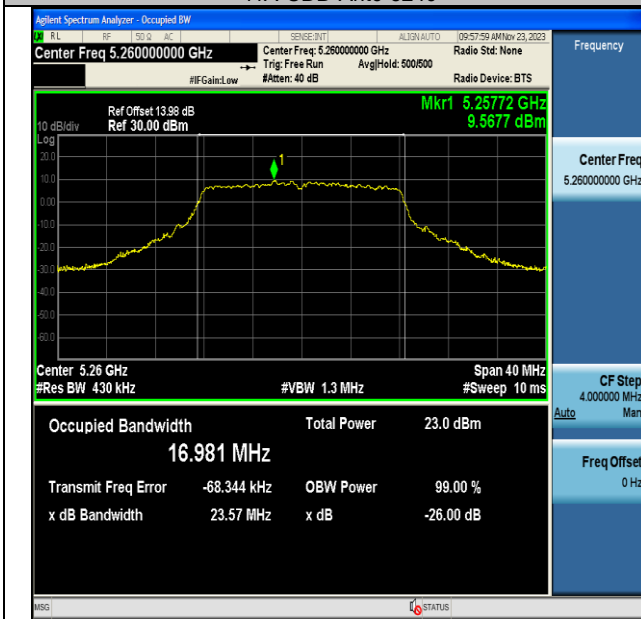 Agilent Spectrum Analyzer - Occupied BW
RL RF 50 Ω AC SENSE:INT ALIGN AUTO 09:57:59 AM Nov 23, 2023
Center Freq 5.260000000 GHz
Center Freq: 5.260000000 GHz
Radio Std: None
Trig: Free Run Avg|Hold: 500/500
#IFGain:Low #Atten: 40 dB Radio Device: BTS
Frequency
Ref Offset 13.98 dB
10 dB/div Ref 30.00 dBm
Mkr1 5.25772 GHz
9.5677 dBm
Log
20.0
10.0
0.00
-10.0
-20.0
-30.0
-40.0
-50.0
-60.0
1
Center 5.26 GHz Span 40 MHz
#Res BW 430 kHz #VBW 1.3 MHz #Sweep 10 ms
Occupied Bandwidth Total Power 23.0 dBm
16.981 MHz
Transmit Freq Error -68.344 kHz OBW Power 99.00 %
x dB Bandwidth 23.57 MHz x dB -26.00 dB
Center Freq
5.260000000 GHz
CF Step
4.000000 MHz
Auto Man
Freq Offset
0 Hz
MSG STATUS